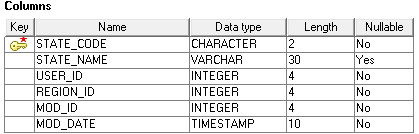 Columns
Key Name Data type Length Nullable
STATE_CODE CHARACTER 2 No
STATE_NAME VARCHAR 30 Yes
USER_ID INTEGER 4 No
REGION_ID INTEGER 4 No
MOD_ID INTEGER 4 No
MOD_DATE TIMESTAMP 10 No